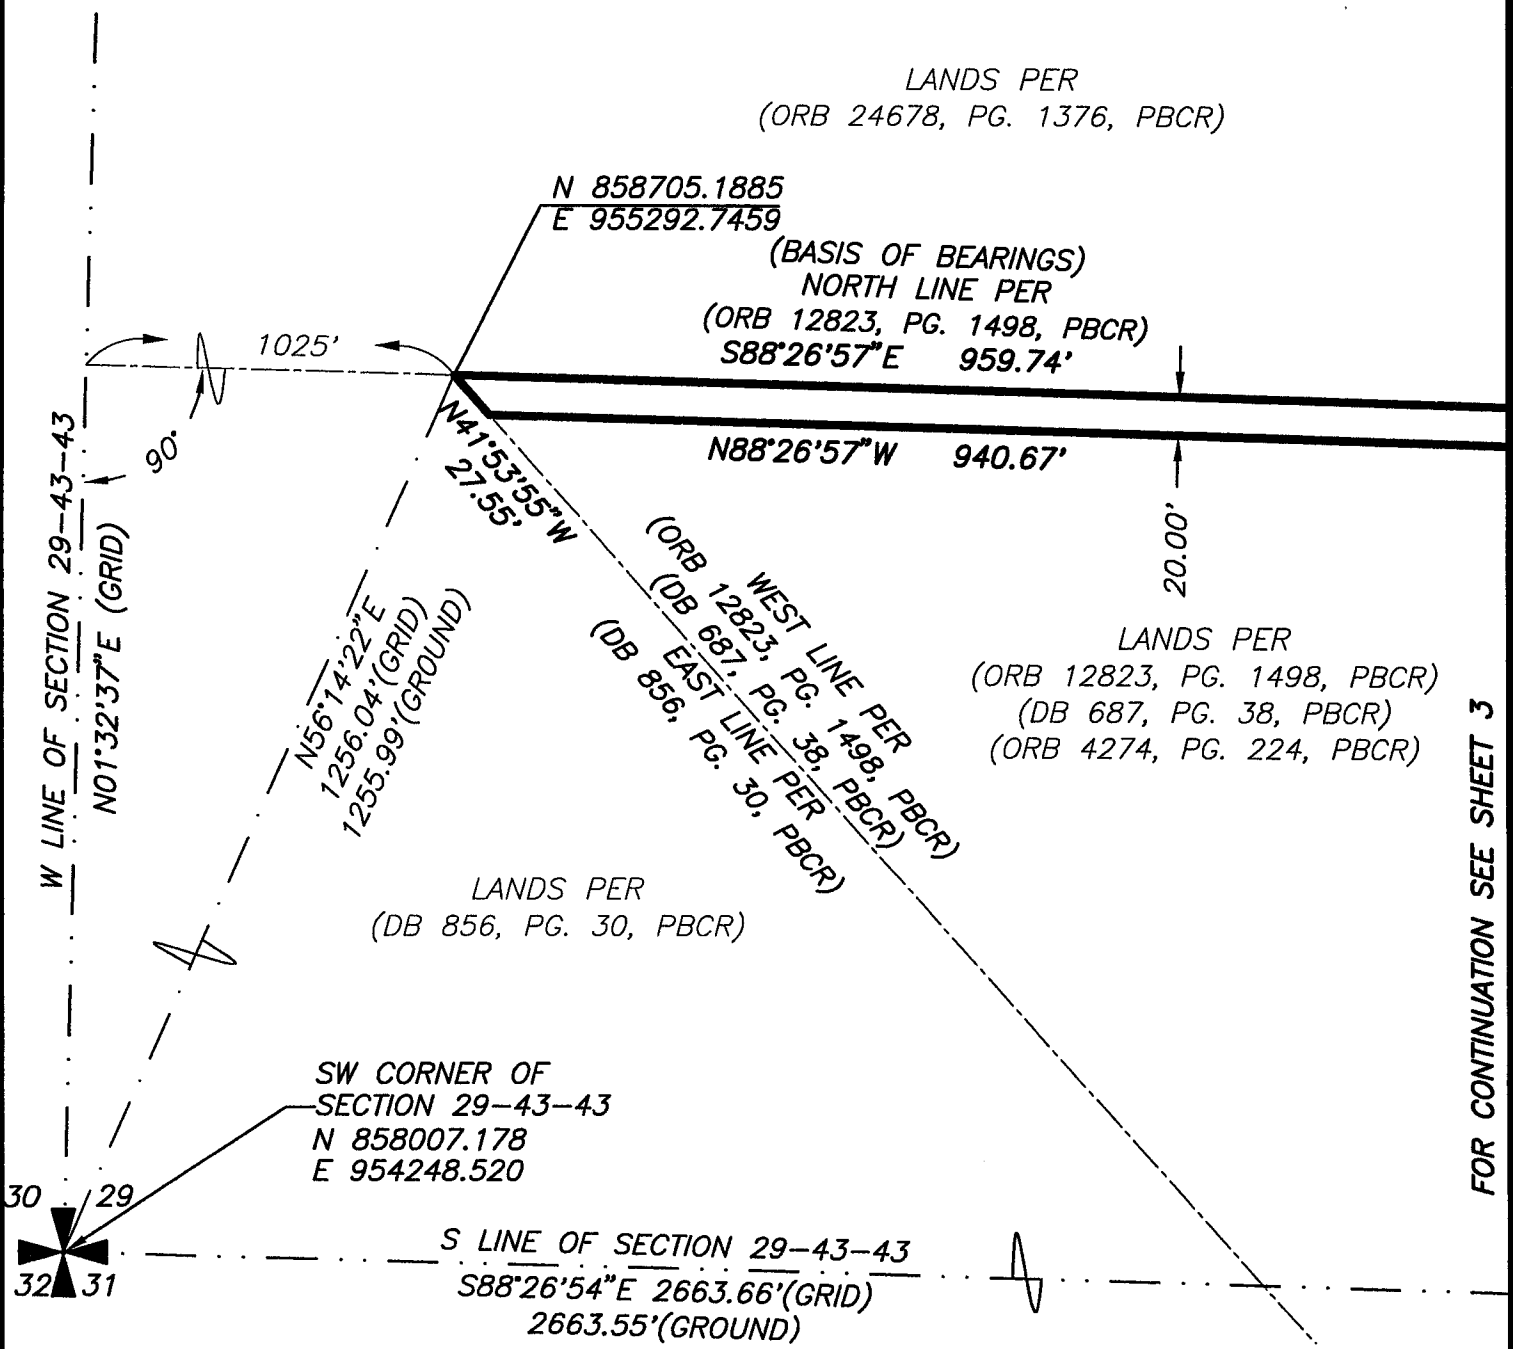 LANDS PER
(ORB 24678, PG. 1376, PBCR)
N 858705.1885
E 955292.7459
(BASIS OF BEARINGS)
NORTH LINE PER
(ORB 12823, PG. 1498, PBCR)
S88°26'57"E 959.74'
1025'
90°
N41°53'55"W
27.55'
N88°26'57"W 940.67'
20.00'
W LINE OF SECTION 29-43-43
N01°32'37"E (GRID)
N56°14'22"E
1256.04'(GRID)
1255.99'(GROUND)
WEST LINE PER
(ORB 12823, PG. 1498, PBCR)
(DB 687, PG. 38, PBCR)
EAST LINE PER
(DB 856, PG. 30, PBCR)
LANDS PER
(ORB 12823, PG. 1498, PBCR)
(DB 687, PG. 38, PBCR)
(ORB 4274, PG. 224, PBCR)
FOR CONTINUATION SEE SHEET 3
LANDS PER
(DB 856, PG. 30, PBCR)
SW CORNER OF
SECTION 29-43-43
N 858007.178
E 954248.520
30 29
32 31
S LINE OF SECTION 29-43-43
S88°26'54"E 2663.66'(GRID)
2663.55'(GROUND)